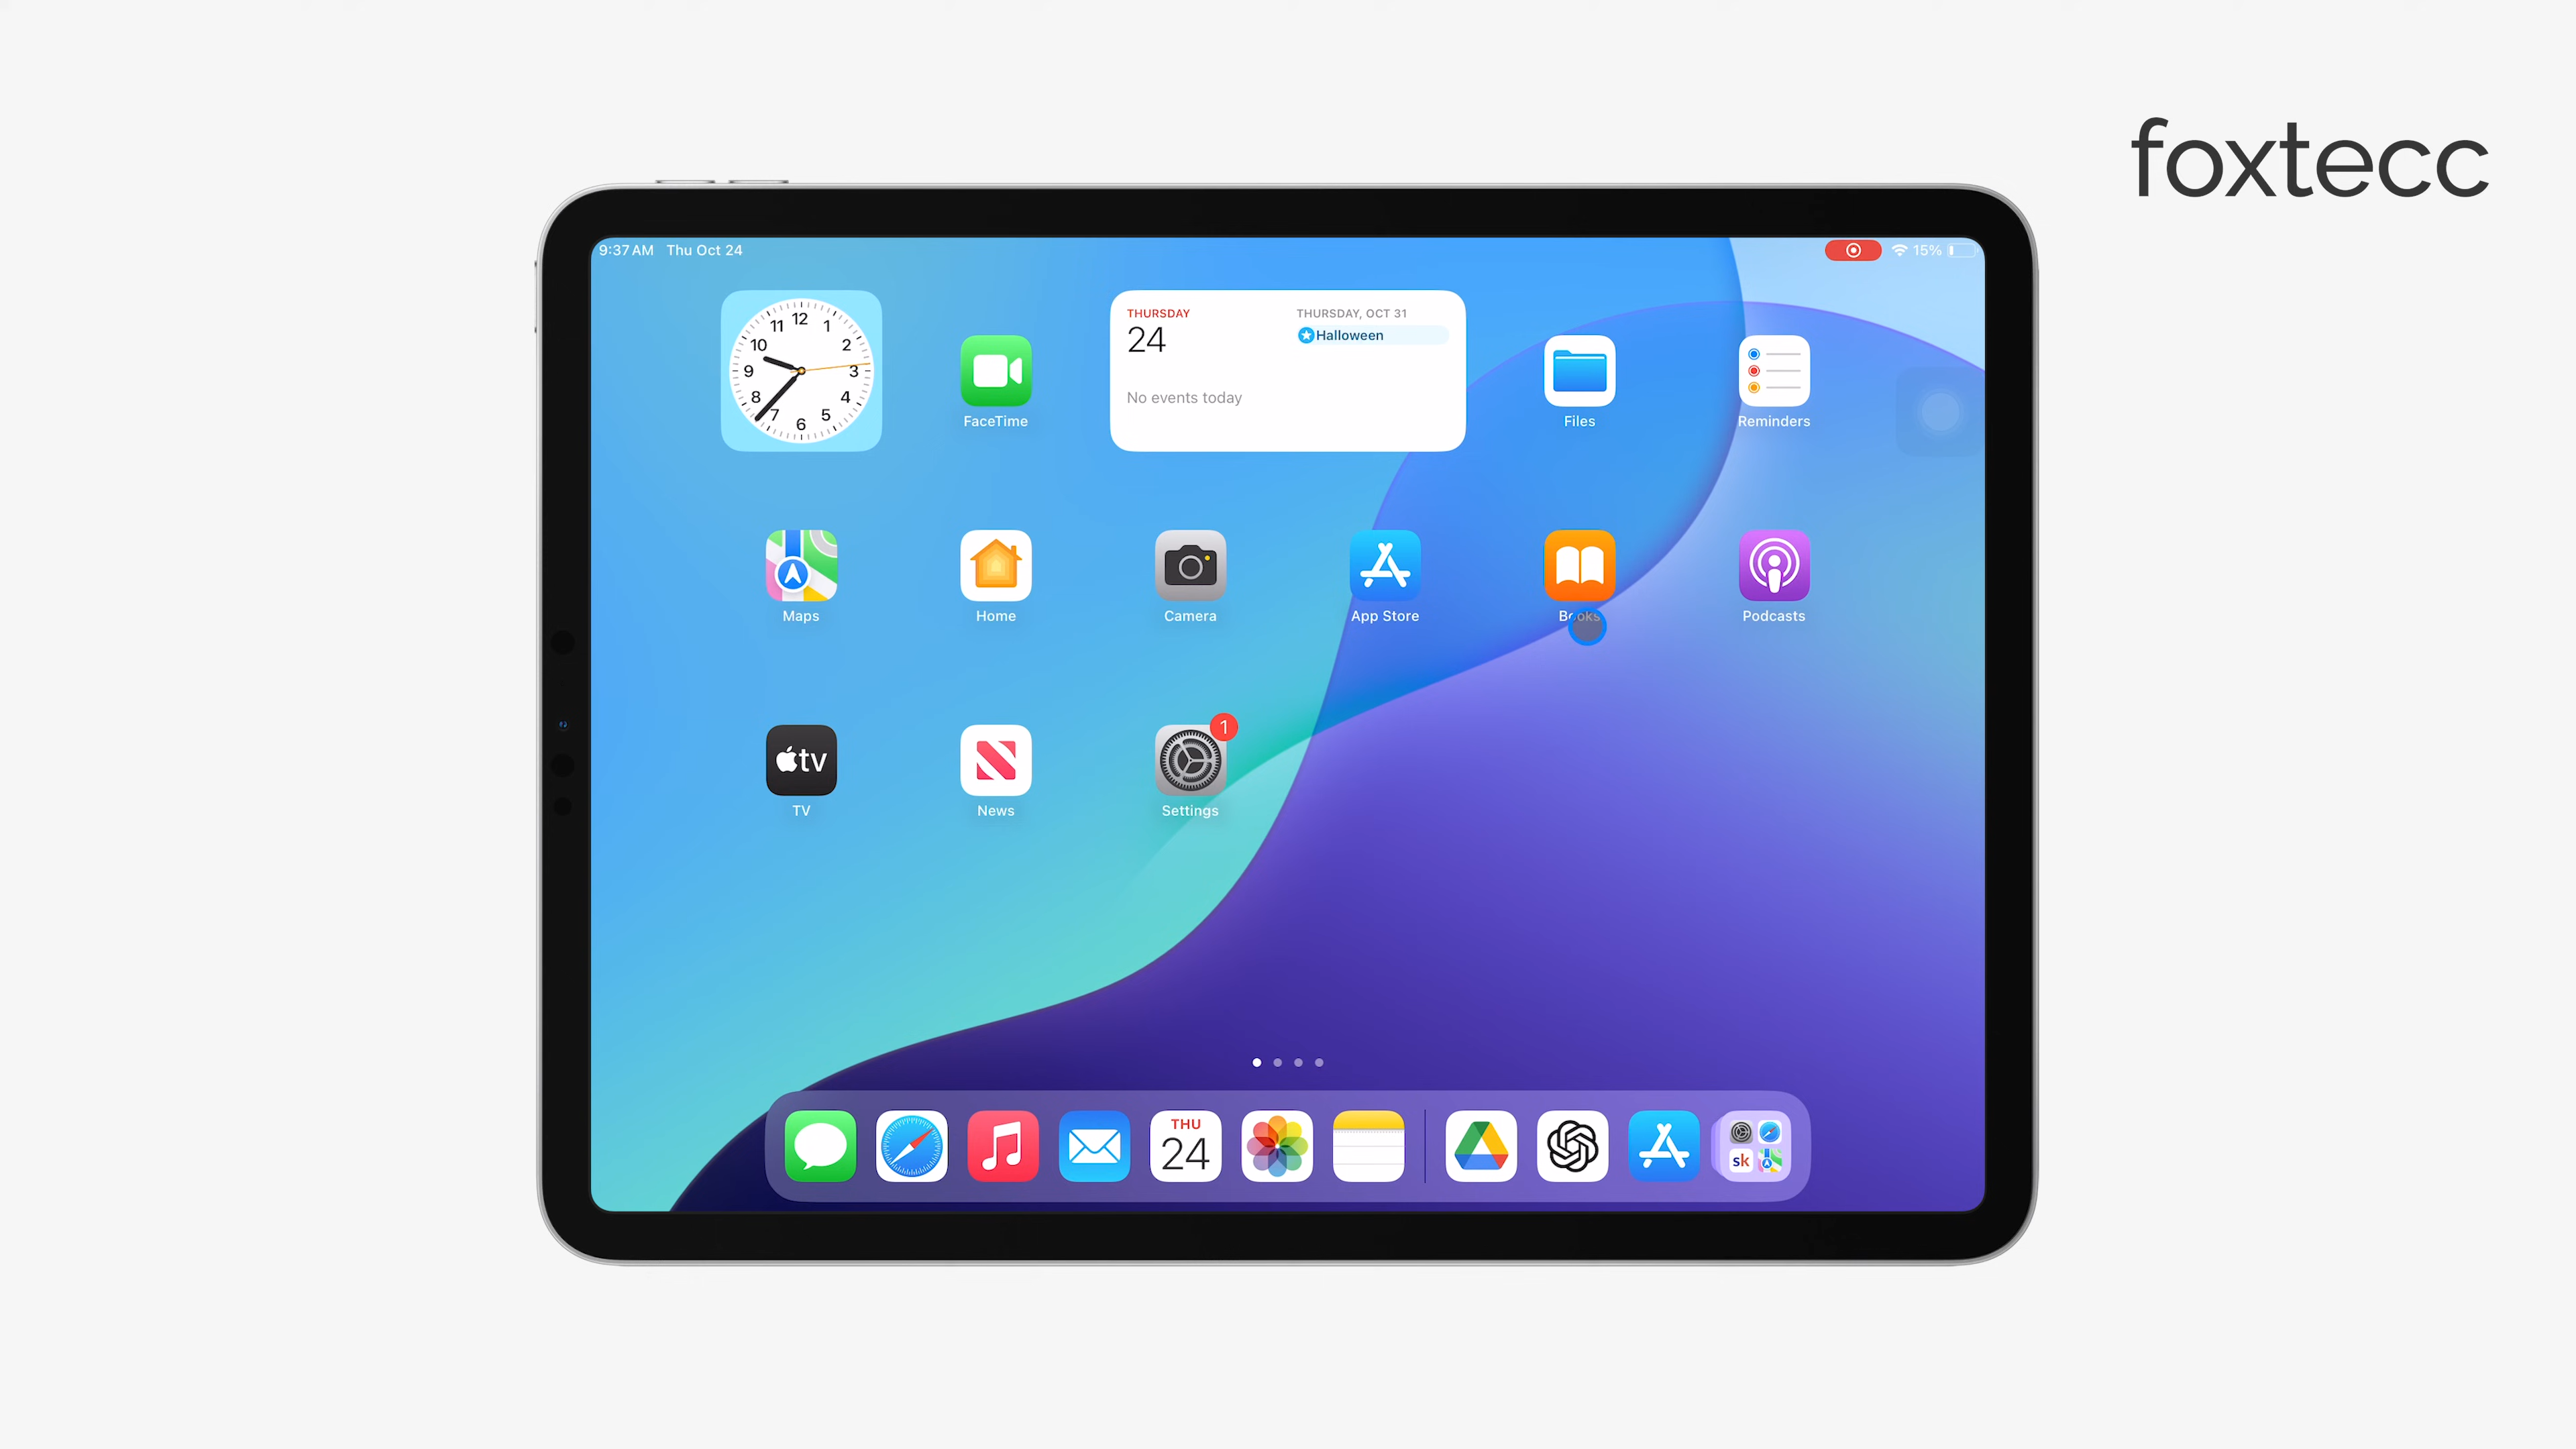 foxtecc
9:37 AM Thu Oct 24
15%
12
11 1
10 2
9 3
8 4
7 5
6
THURSDAY
24
No events today
THURSDAY, OCT 31
Halloween
FaceTime
Files
Reminders
Maps
Home
Camera
App Store
Books
Podcasts
tv
1
TV
News
Settings
THU
24
sk